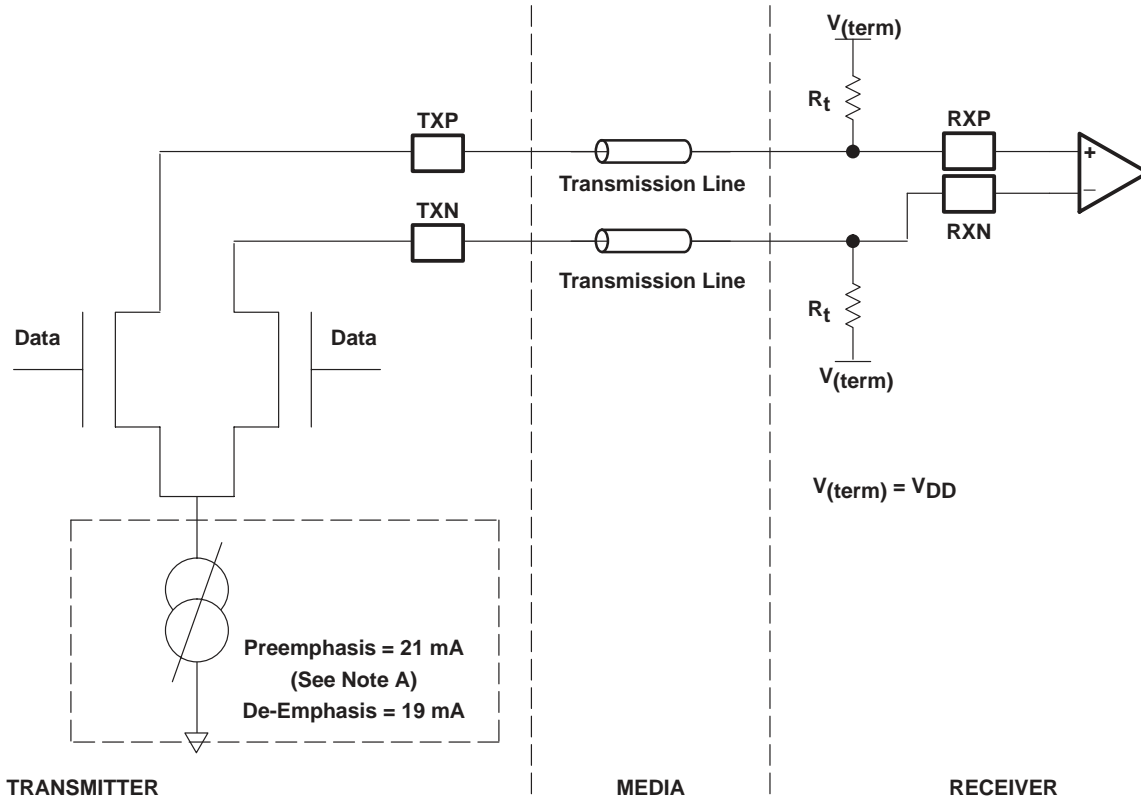 V(term)
Rt
TXP
RXP
+
Transmission Line
–
TXN
RXN
Transmission Line
Rt
Data
Data
V(term)
V(term) = VDD
Preemphasis = 21 mA
(See Note A)
De-Emphasis = 19 mA
TRANSMITTER
MEDIA
RECEIVER